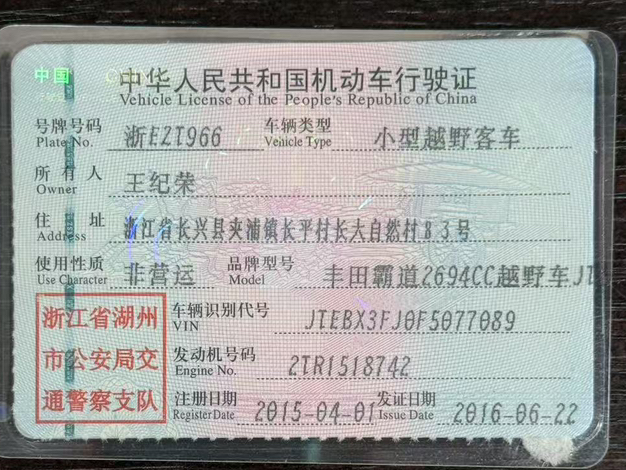 中国
中华人民共和国机动车行驶证
Vehicle License of the People's Republic of China
号牌号码 浙EZT966 车辆类型 小型越野客车
Plate No. Vehicle Type
所有人 王纪荣
Owner
住址 浙江省长兴县夹浦镇长平村长大自然村83号
Address
使用性质 非营运 品牌型号 丰田霸道2694CC越野车JT
Use Character Model
浙江省湖州
市公安局交
通警察支队
车辆识别代号 JTEBX3FJ0F5077089
VIN
发动机号码 2TR1518742
Engine No.
注册日期 2015-04-01 发证日期 2016-06-22
Register Date Issue Date